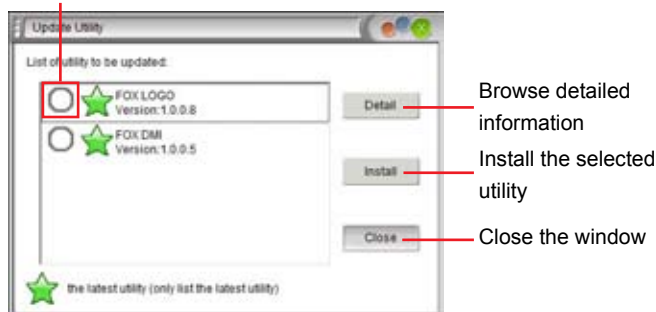 Update Utility
List of utility to be updated:
FOX LOGO
Version:1.0.0.8
FOX DMI
Version:1.0.0.5
Detail
Install
Close
the latest utility (only list the latest utility)
Browse detailed
information
Install the selected
utility
Close the window